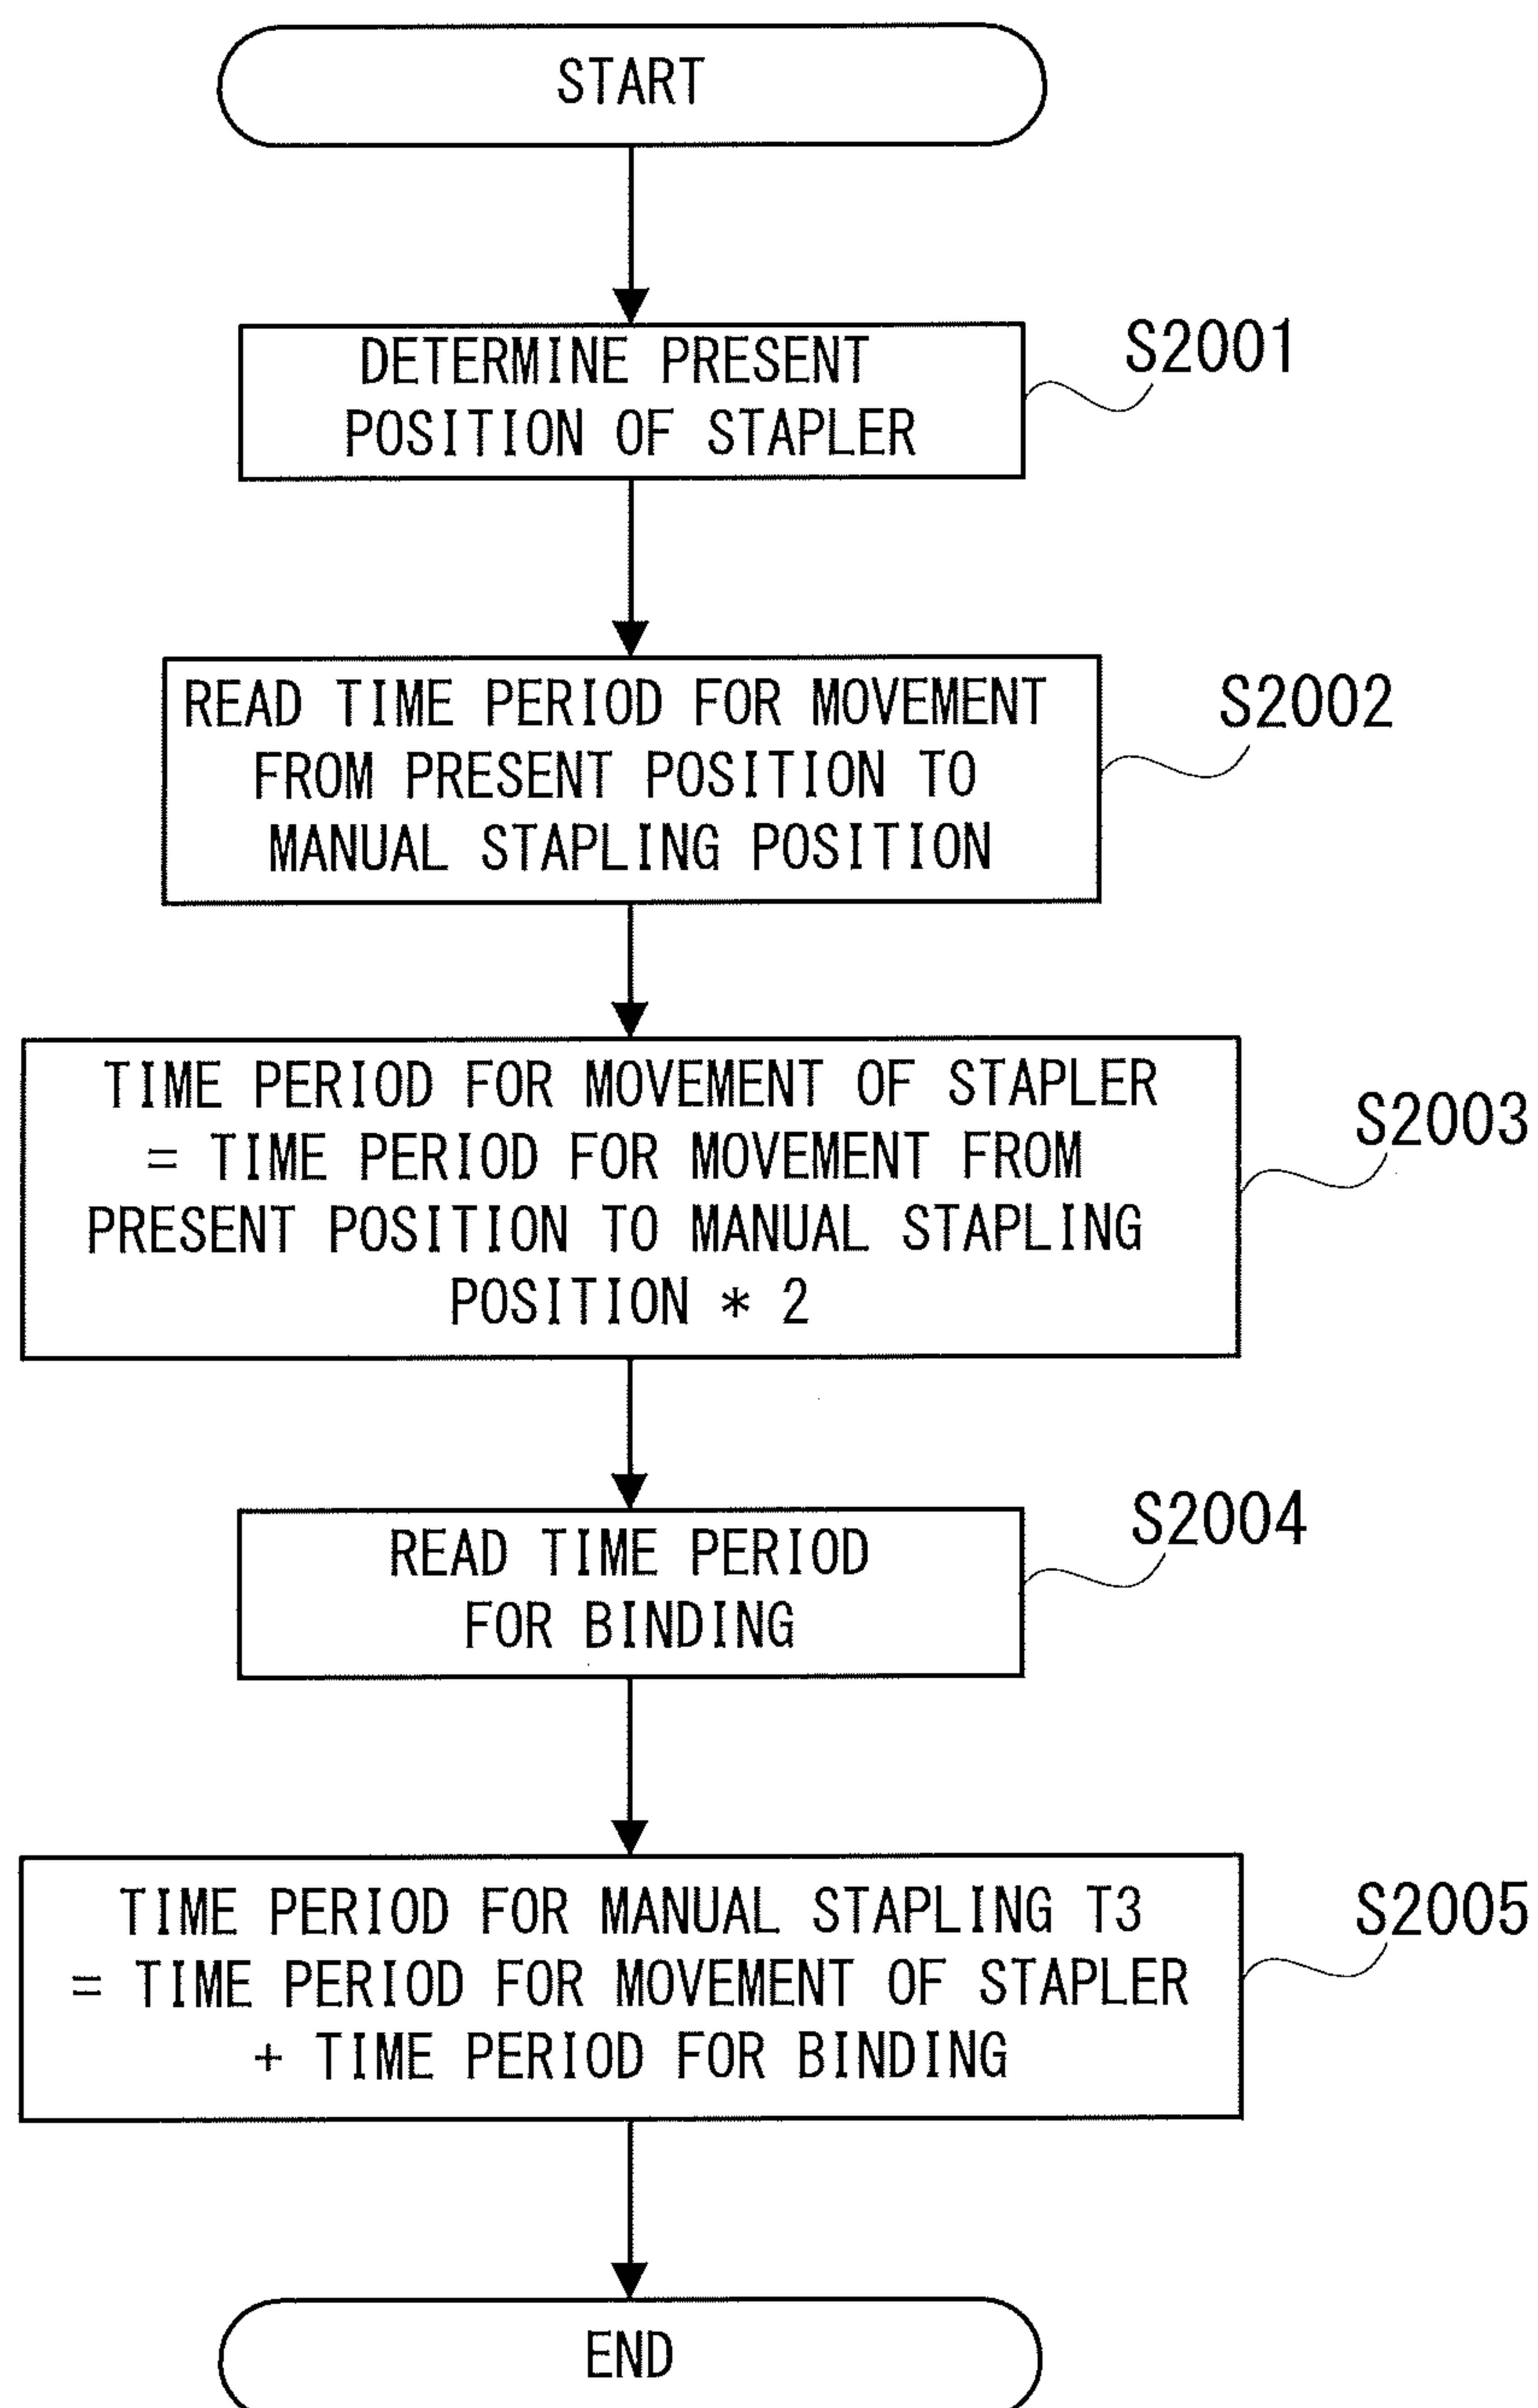 START
DETERMINE PRESENT
POSITION OF STAPLER
S2001
READ TIME PERIOD FOR MOVEMENT
FROM PRESENT POSITION TO
MANUAL STAPLING POSITION
S2002
TIME PERIOD FOR MOVEMENT OF STAPLER
= TIME PERIOD FOR MOVEMENT FROM
PRESENT POSITION TO MANUAL STAPLING
POSITION * 2
S2003
READ TIME PERIOD
FOR BINDING
S2004
TIME PERIOD FOR MANUAL STAPLING T3
= TIME PERIOD FOR MOVEMENT OF STAPLER
+ TIME PERIOD FOR BINDING
S2005
END